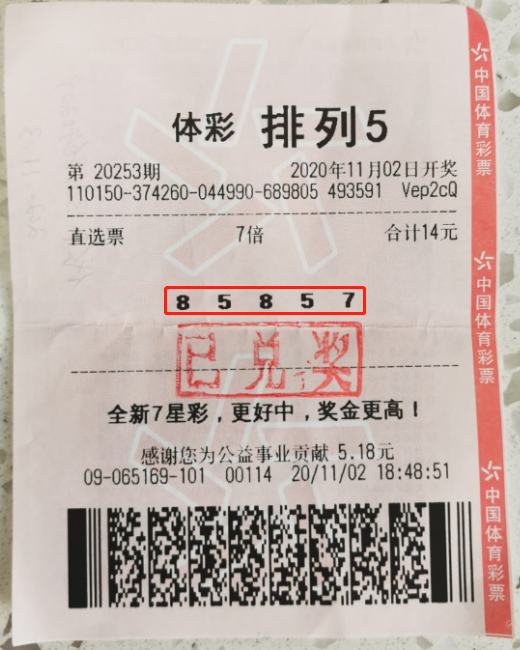 体彩 排列5
第 20253期 2020年11月02日开奖
110150-374260-044990-689805 493591 Vep2cQ
直选票 7倍 合计14元
8 5 8 5 7
已兑奖
全新7星彩，更好中，奖金更高！
感谢您为公益事业贡献 5.18元
09-065169-101 00114 20/11/02 18:48:51
中国体育彩票
中国体育彩票
中国体育彩票